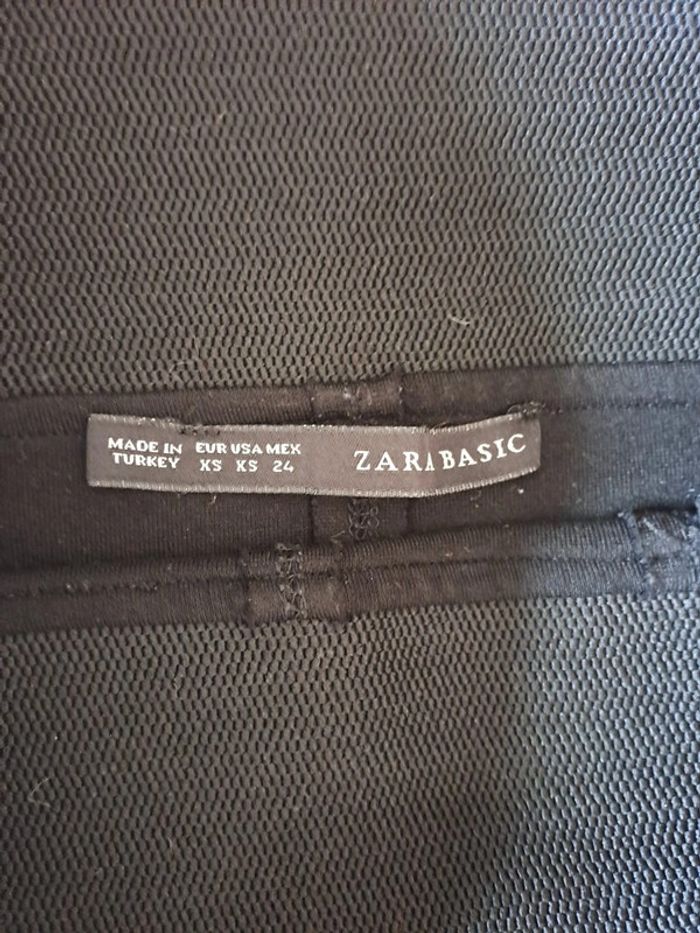 MADE IN EUR USA MEX
TURKEY XS XS 24
ZARA BASIC